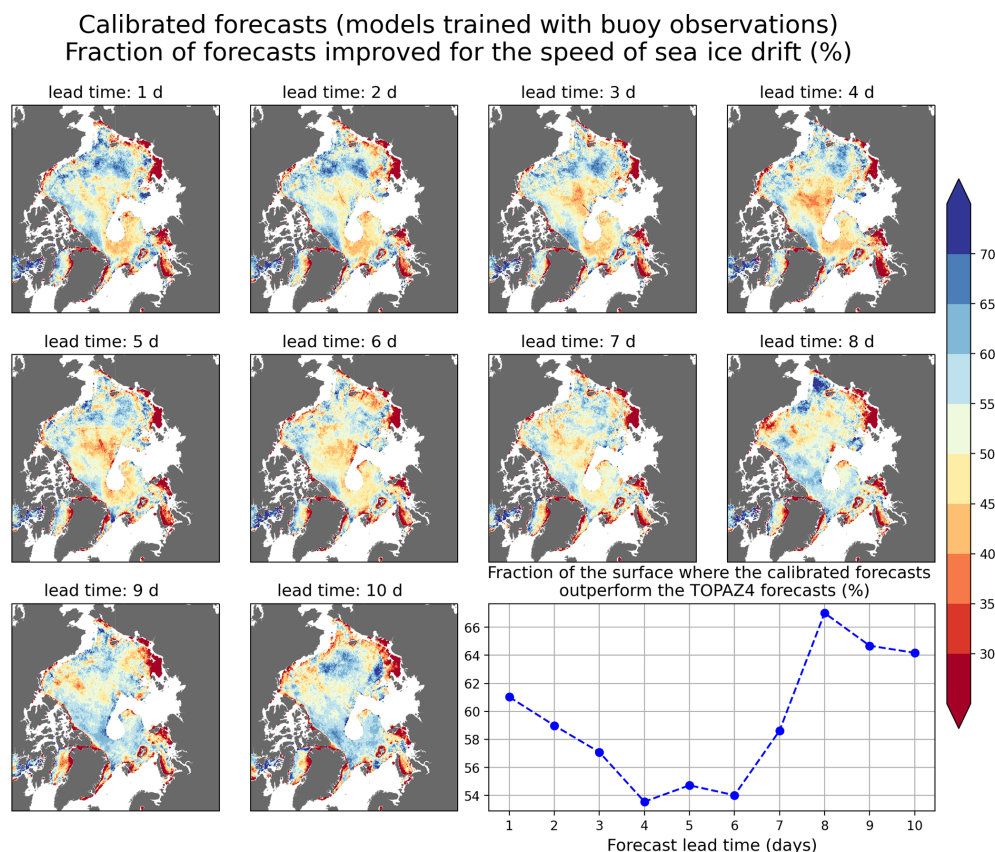 Calibrated forecasts (models trained with buoy observations)
Fraction of forecasts improved for the speed of sea ice drift (%)
lead time: 1 d
lead time: 2 d
lead time: 3 d
lead time: 4 d
70
65
60
55
50
45
40
35
30
lead time: 5 d
lead time: 6 d
lead time: 7 d
lead time: 8 d
lead time: 9 d
lead time: 10 d
Fraction of the surface where the calibrated forecasts
outperform the TOPAZ4 forecasts (%)
66
64
62
60
58
56
54
1 2 3 4 5 6 7 8 9 10
Forecast lead time (days)